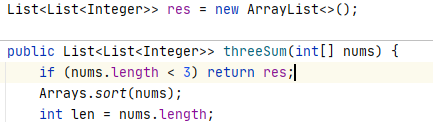 List<List<Integer>> res = new ArrayList<>();
public List<List<Integer>> threeSum(int[] nums) {
if (nums.length < 3) return res;
Arrays.sort(nums);
int len = nums.length;